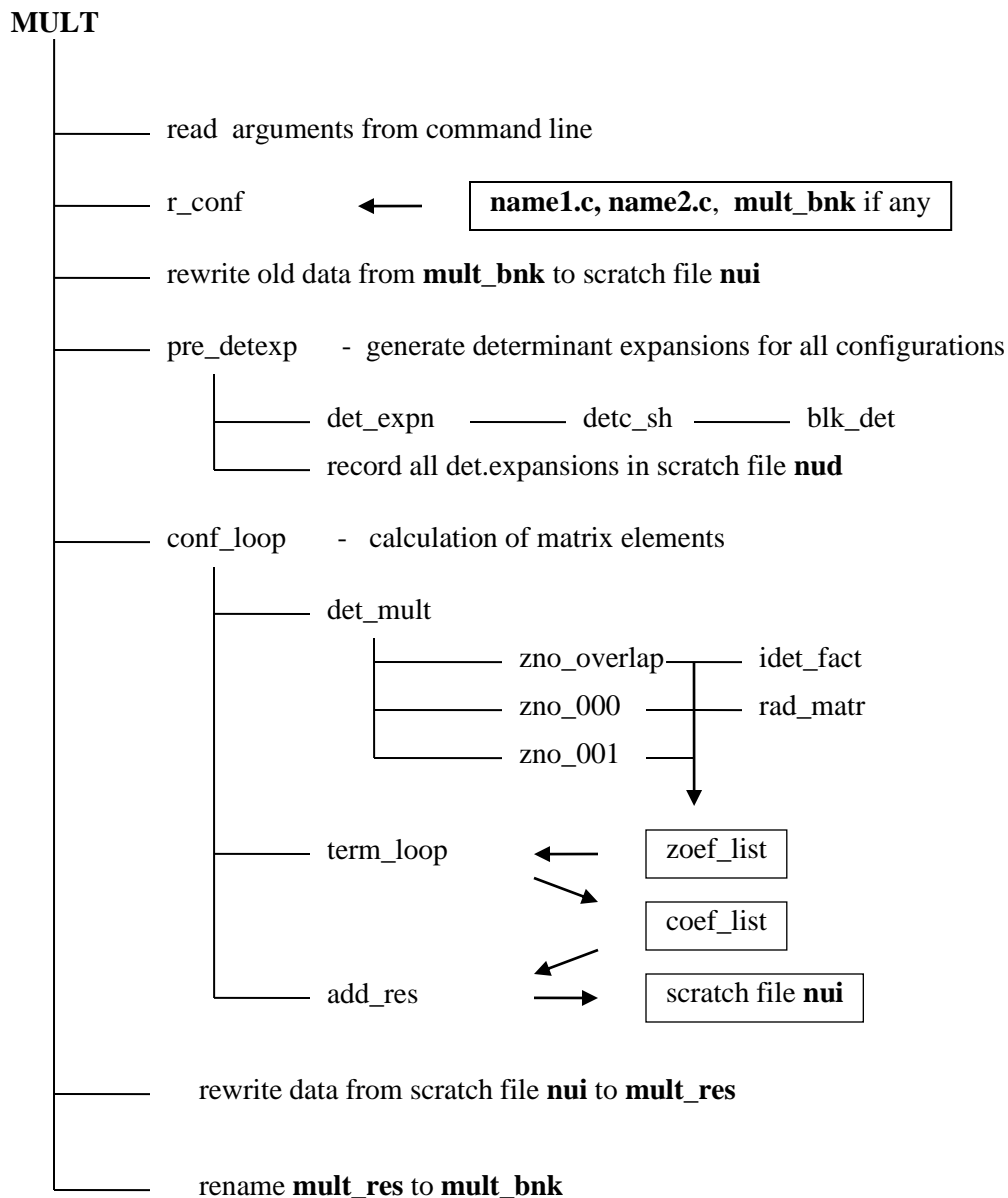 MULT
read arguments from command line
r_conf name1.c, name2.c, mult_bnk if any
rewrite old data from mult_bnk to scratch file nui
pre_detexp - generate determinant expansions for all configurations
det_expn detc_sh blk_det
record all det.expansions in scratch file nud
conf_loop - calculation of matrix elements
det_mult
zno_overlap idet_fact
zno_000 rad_matr
zno_001
term_loop zoef_list
coef_list
add_res scratch file nui
rewrite data from scratch file nui to mult_res
rename mult_res to mult_bnk